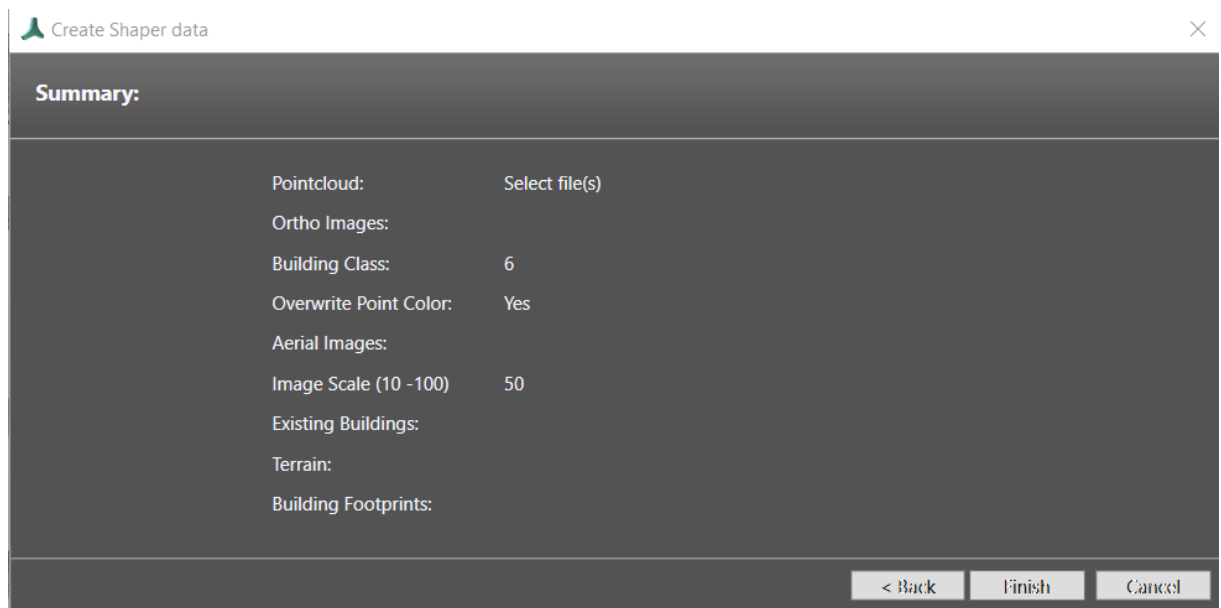 Create Shaper data
Summary:
Pointcloud: Select file(s)
Ortho Images:
Building Class: 6
Overwrite Point Color: Yes
Aerial Images:
Image Scale (10 -100) 50
Existing Buildings:
Terrain:
Building Footprints:
< Back Finish Cancel